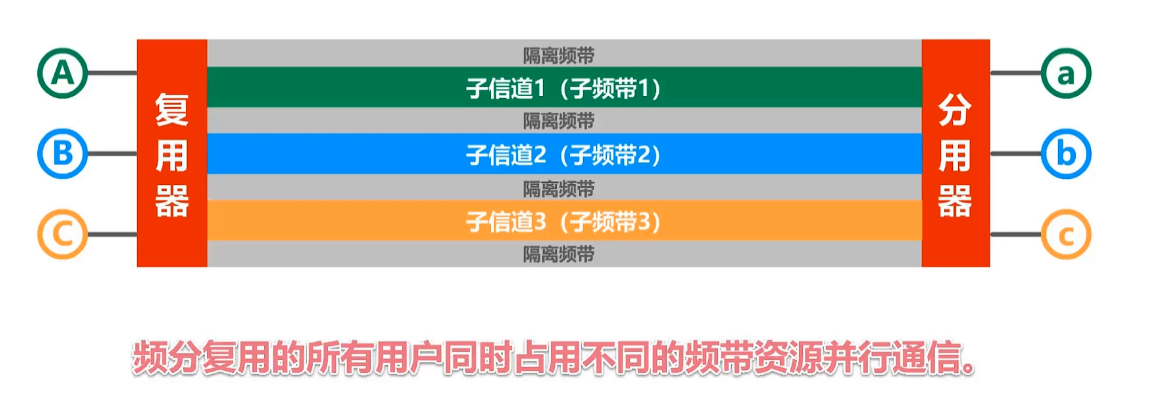 隔离频带
A
子信道1（子频带1）
a
隔离频带
复用器
分用器
B
子信道2（子频带2）
b
隔离频带
C
子信道3（子频带3）
c
隔离频带
频分复用的所有用户同时占用不同的频带资源并行通信。